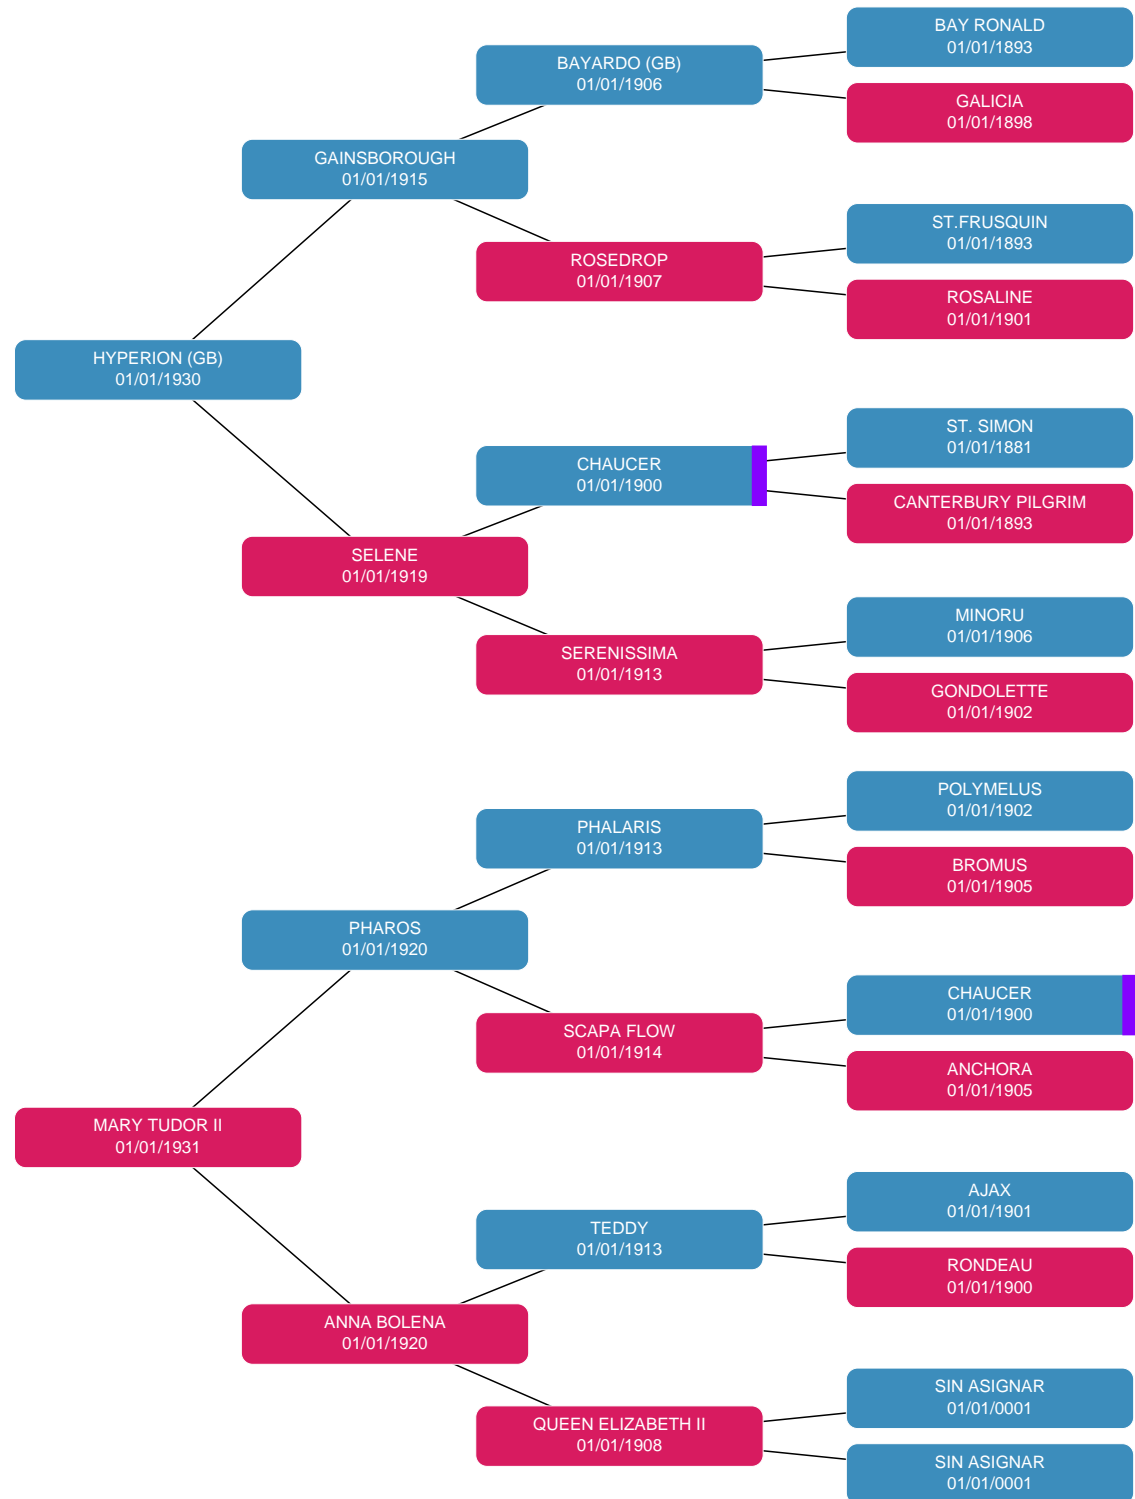 BAY RONALD
01/01/1893
BAYARDO (GB)
01/01/1906
GALICIA
01/01/1898
GAINSBOROUGH
01/01/1915
ST.FRUSQUIN
01/01/1893
ROSEDROP
01/01/1907
ROSALINE
01/01/1901
HYPERION (GB)
01/01/1930
ST. SIMON
01/01/1881
CHAUCER
01/01/1900
CANTERBURY PILGRIM
01/01/1893
SELENE
01/01/1919
MINORU
01/01/1906
SERENISSIMA
01/01/1913
GONDOLETTE
01/01/1902
POLYMELUS
01/01/1902
PHALARIS
01/01/1913
BROMUS
01/01/1905
PHAROS
01/01/1920
CHAUCER
01/01/1900
SCAPA FLOW
01/01/1914
ANCHORA
01/01/1905
MARY TUDOR II
01/01/1931
AJAX
01/01/1901
TEDDY
01/01/1913
RONDEAU
01/01/1900
ANNA BOLENA
01/01/1920
SIN ASIGNAR
01/01/0001
QUEEN ELIZABETH II
01/01/1908
SIN ASIGNAR
01/01/0001